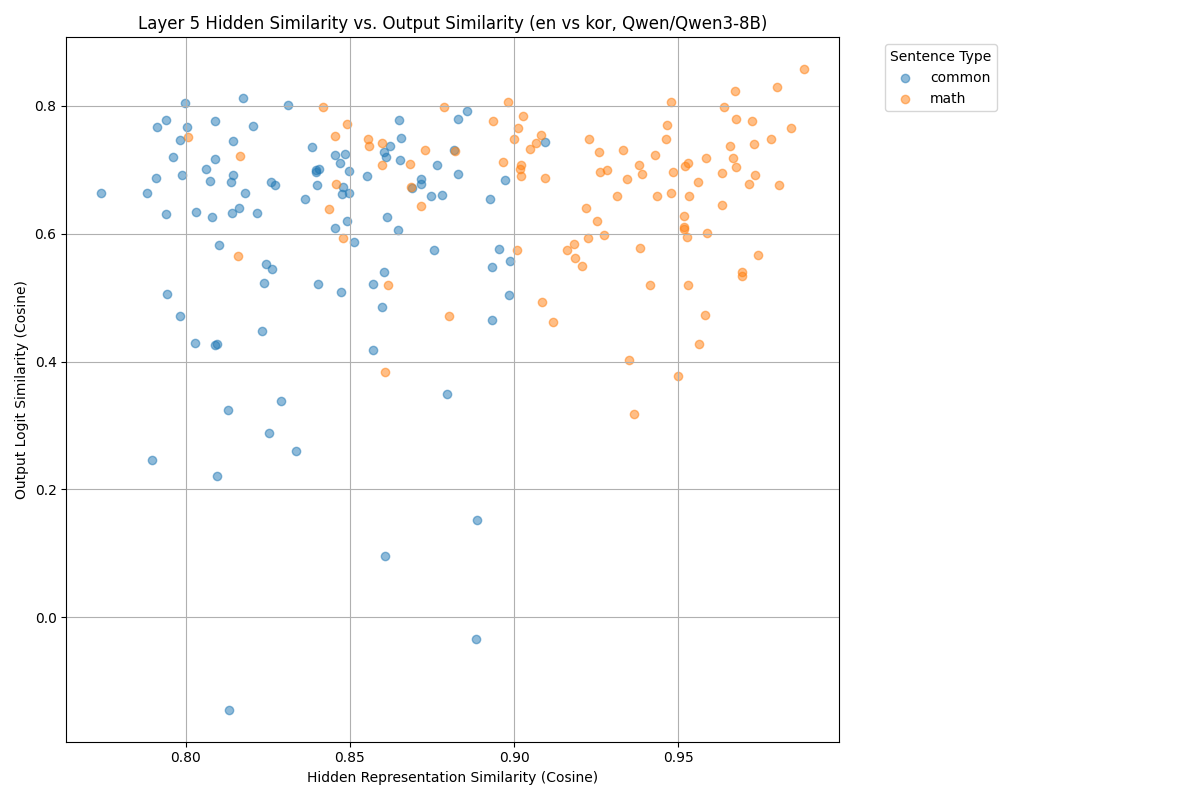 Layer 5 Hidden Similarity vs. Output Similarity (en vs kor, Qwen/Qwen3-8B)
Sentence Type
common
math
Output Logit Similarity (Cosine)
0.8
0.6
0.4
0.2
0.0
0.80 0.85 0.90 0.95
Hidden Representation Similarity (Cosine)